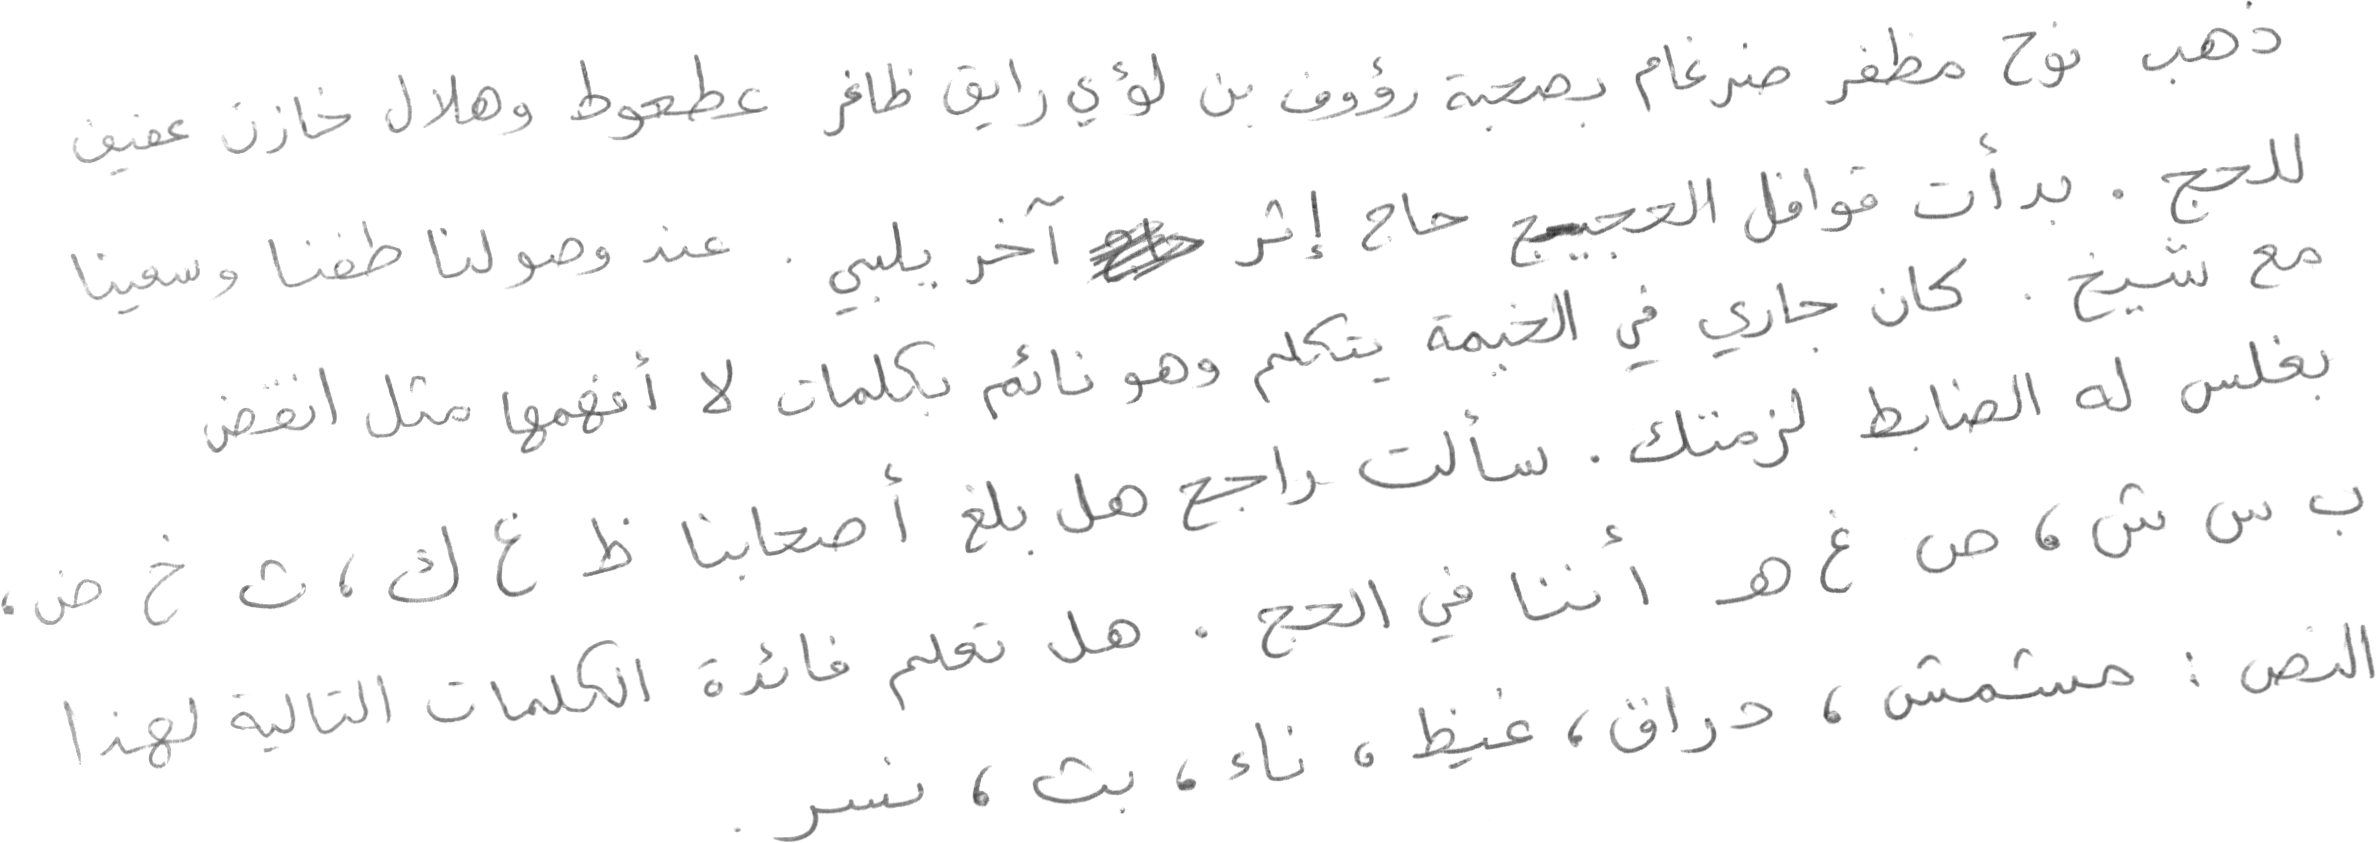 ذهب نوح مظفر ضرغام بصحبة رؤوف بن لؤي رايق ظافر عطعوط وهلال خازن عفيف
للحج . بدأت قوافل الحجيج حاج إثر آخر يلبي . عند وصولنا طفنا وسعينا
مع شيخ . كان جاري في الخيمة يتكلم وهو نائم بكلمات لا أفهمها مثل انقض
بغلس له الضابط لزمتك . سألت راجح هل بلغ أصحابنا ظ غ ك ، ث خ ض ،
ب س ش ، ص غ هـ أننا في الحج . هل تعلم فائدة الكلمات التالية لهذا
النص : مشمش ، دراق ، غيظ ، ناء ، بث ، نسر .